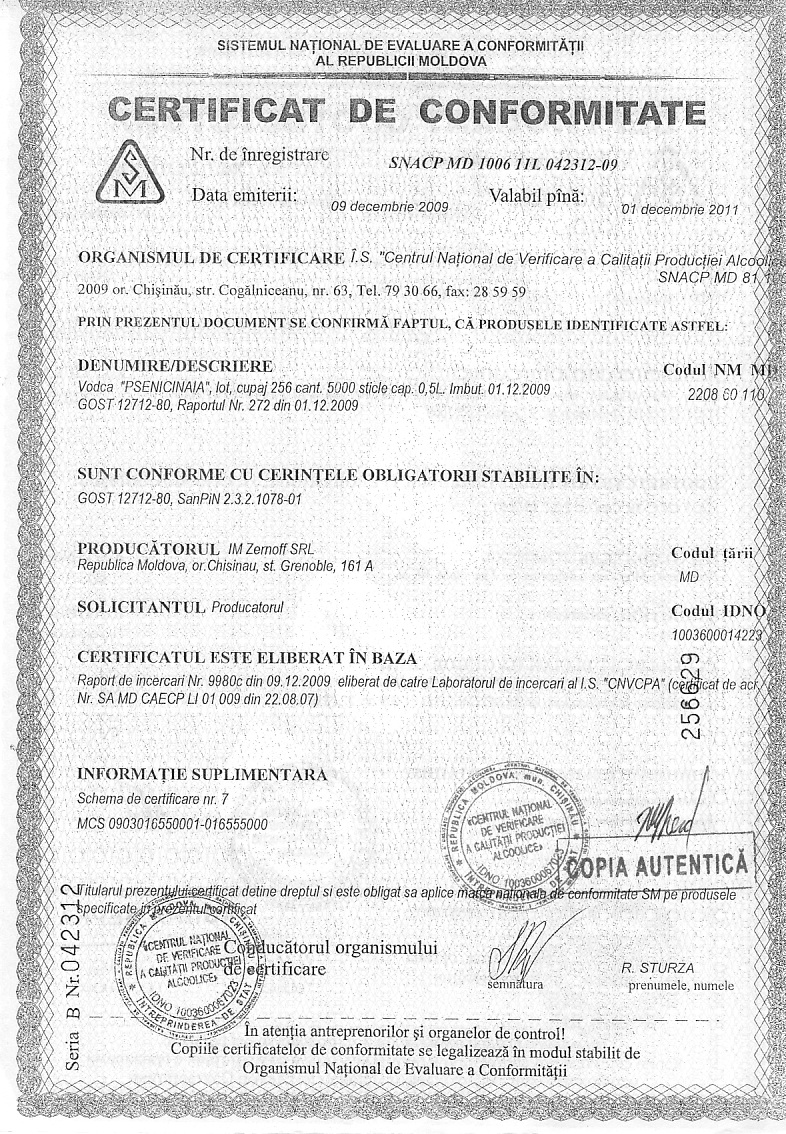 SISTEMUL NAȚIONAL DE EVALUARE A CONFORMITĂȚII
AL REPUBLICII MOLDOVA
CERTIFICAT DE CONFORMITATE
SM
Nr. de înregistrare SNACP MD 1006 11L 042312-09
Data emiterii: 09 decembrie 2009 Valabil pînă: 01 decembrie 2011
ORGANISMUL DE CERTIFICARE Î.S. "Centrul Național de Verificare a Calitații Producției
SNACP MD 81
2009 or. Chișinău, str. Cogâlniceanu, nr. 63, Tel. 79 30 66, fax: 28 59 59
PRIN PREZENTUL DOCUMENT SE CONFIRMĂ FAPTUL, CĂ PRODUSELE IDENTIFICATE ASTFEL:
DENUMIRE/DESCRIERE Codul NM MD
Vodca "PSENICINAIA", lot, cupaj 256 cant. 5000 sticle cap. 0,5L. Imbut. 01.12.2009 2208 60 110
GOST 12712-80, Raportul Nr. 272 din 01.12.2009
SUNT CONFORME CU CERINȚELE OBLIGATORII STABILITE ÎN:
GOST 12712-80, SanPiN 2.3.2.1078-01
PRODUCĂTORUL IM Zernoff SRL Codul țării
Republica Moldova, or.Chisinau, st. Grenoble, 161 A MD
SOLICITANTUL Producatorul Codul IDNO
1003600014223
CERTIFICATUL ESTE ELIBERAT ÎN BAZA
Raport de incercari Nr. 9980c din 09.12.2009 eliberat de catre Laboratorul de incercari al I.S. "CNVCPA" (certificat de acr.
Nr. SA MD CAECP LI 01 009 din 22.08.07)
256629
INFORMAȚIE SUPLIMENTARA
Schema de certificare nr. 7
MCS 0903016550001-016555000
REPUBLICA MOLDOVA, mun. CHIȘINĂU
«CENTRUL NAȚIONAL
DE VERIFICARE
A CALITĂȚII PRODUCȚIEI
ALCOOLICE»
IDNO 1003600067023
ÎNTREPRINDEREA DE STAT
COPIA AUTENTICĂ
Titularul prezentului certificat detine dreptul si este obligat sa aplice marca nationala de conformitate SM pe produsele
specificate in prezentul certificat
REPUBLICA MOLDOVA, mun. CHIȘINĂU
«CENTRUL NAȚIONAL
DE VERIFICARE
A CALITĂȚII PRODUCȚIEI
ALCOOLICE»
IDNO 1003600067023
ÎNTREPRINDEREA DE STAT
Conducătorul organismului
de certificare
semnătura
R. STURZA
prenumele, numele
Seria B Nr. 042312
În atenția antreprenorilor și organelor de control!
Copiile certificatelor de conformitate se legalizează în modul stabilit de
Organismul Național de Evaluare a Conformității